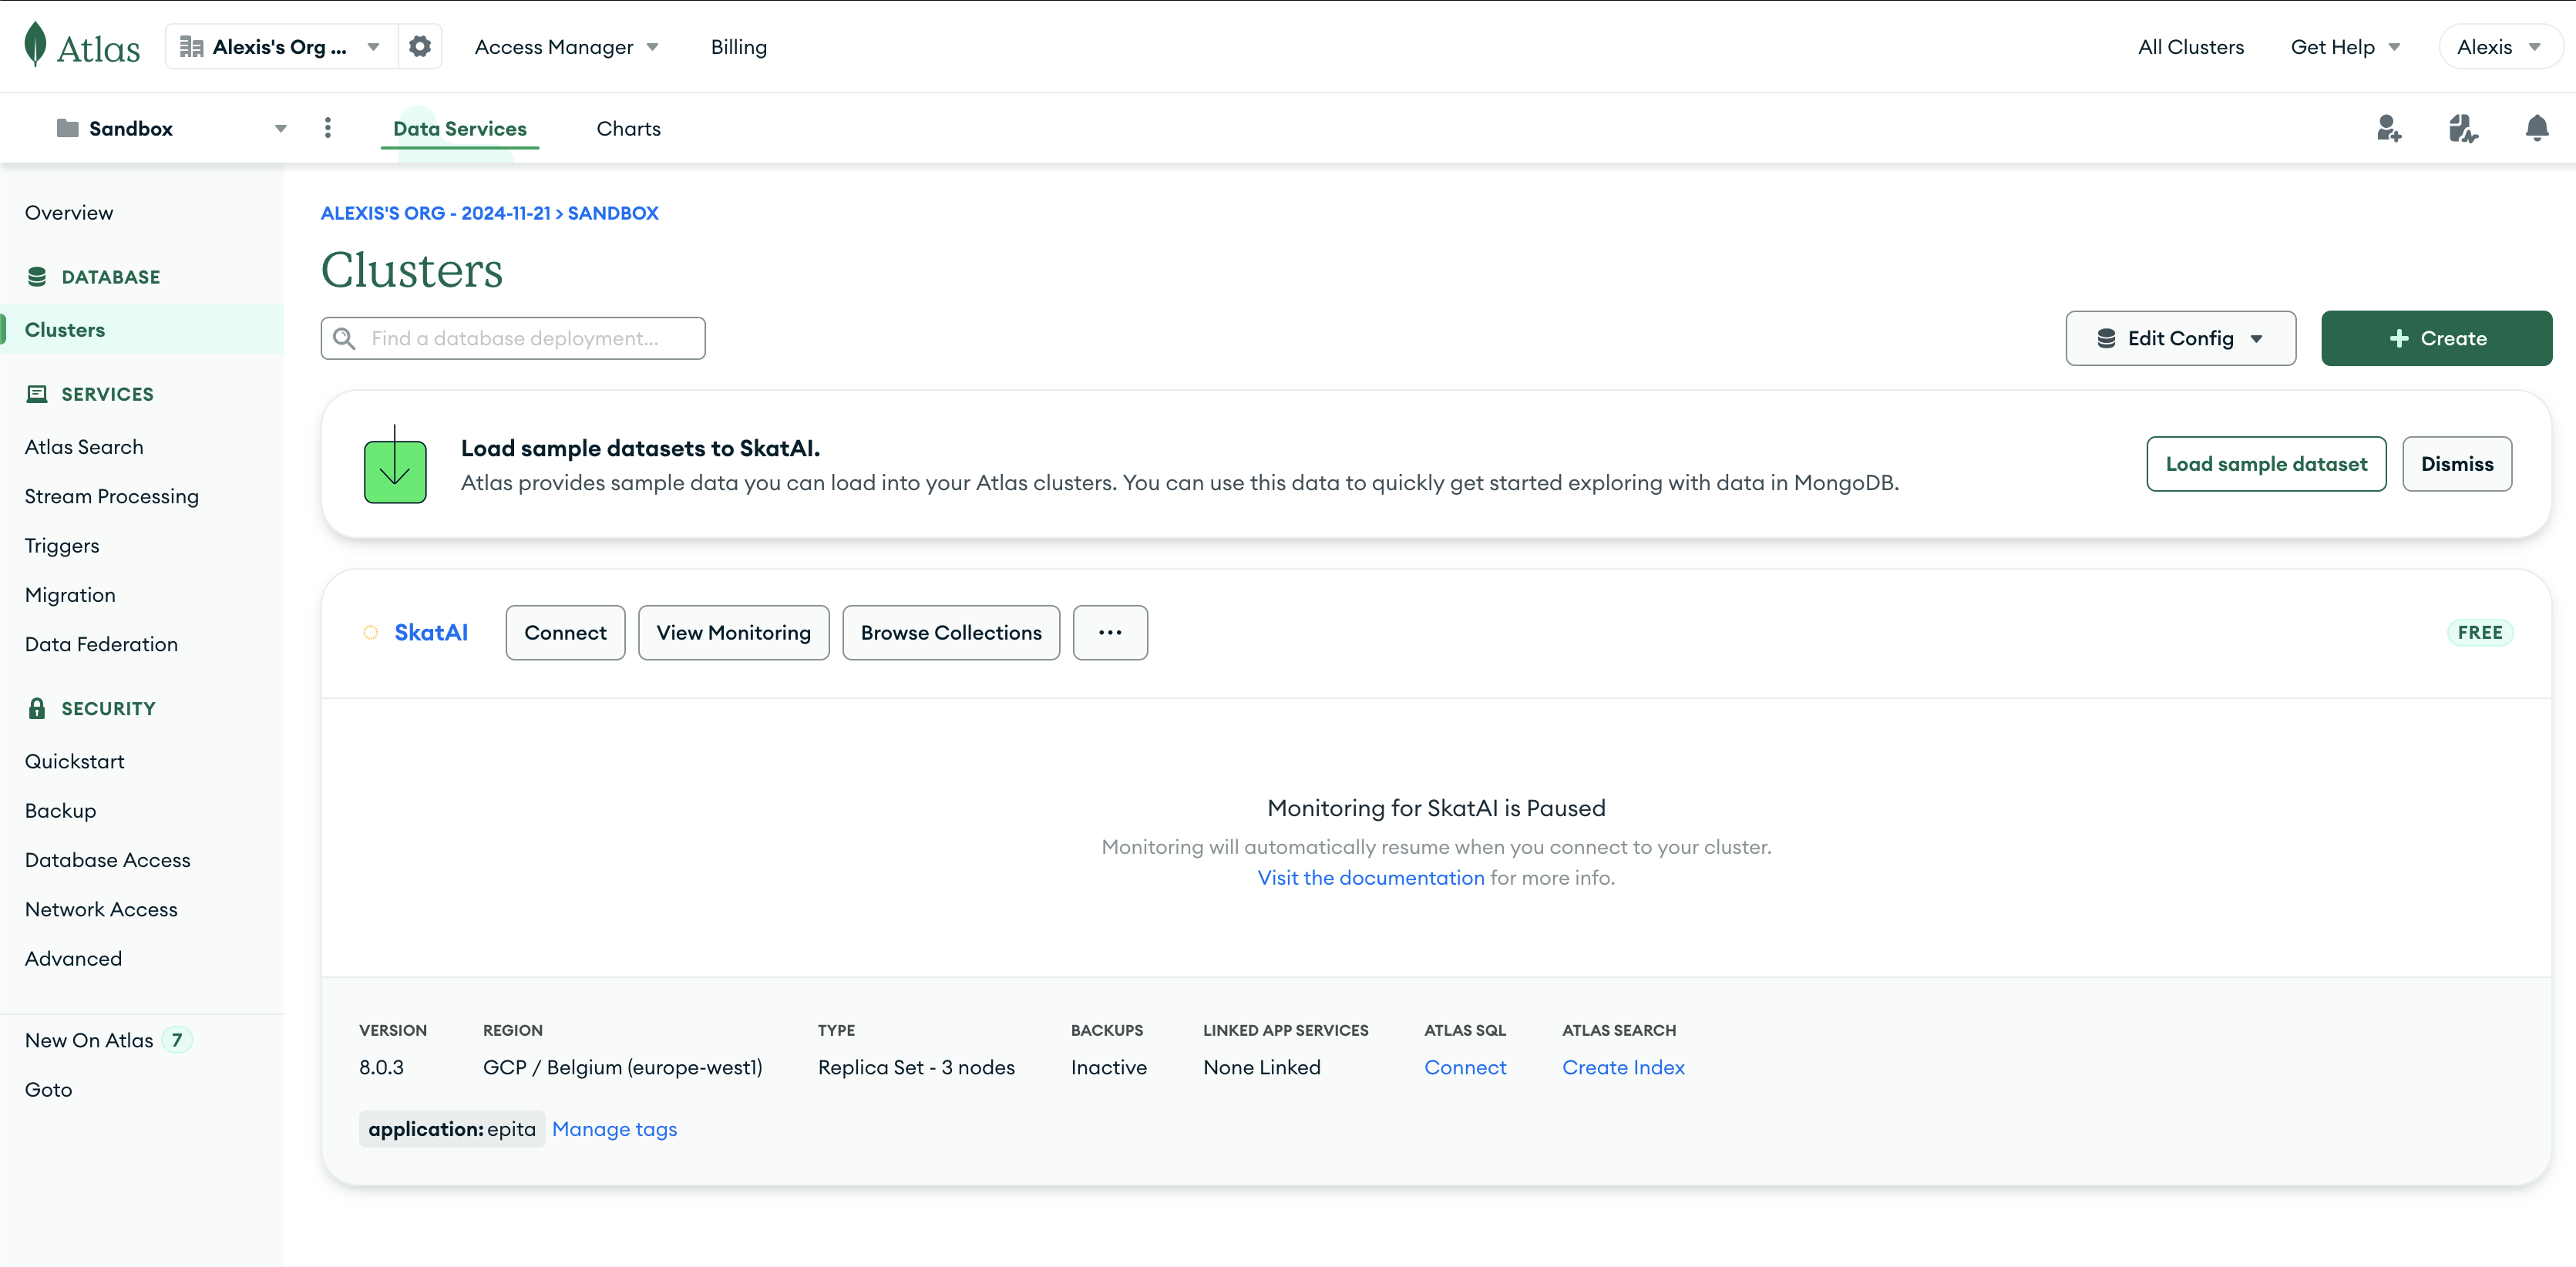 Atlas
Alexis's Org ...
Access Manager
Billing
All Clusters
Get Help
Alexis
Sandbox
Data Services
Charts
Overview
DATABASE
Clusters
SERVICES
Atlas Search
Stream Processing
Triggers
Migration
Data Federation
SECURITY
Quickstart
Backup
Database Access
Network Access
Advanced
New On Atlas 7
Goto
ALEXIS'S ORG - 2024-11-21 > SANDBOX
Clusters
Find a database deployment...
Edit Config
+ Create
Load sample datasets to SkatAI.
Atlas provides sample data you can load into your Atlas clusters. You can use this data to quickly get started exploring with data in MongoDB.
Load sample dataset
Dismiss
SkatAI
Connect
View Monitoring
Browse Collections
...
FREE
Monitoring for SkatAI is Paused
Monitoring will automatically resume when you connect to your cluster.
Visit the documentation for more info.
VERSION
8.0.3
REGION
GCP / Belgium (europe-west1)
TYPE
Replica Set - 3 nodes
BACKUPS
Inactive
LINKED APP SERVICES
None Linked
ATLAS SQL
Connect
ATLAS SEARCH
Create Index
application: epita
Manage tags